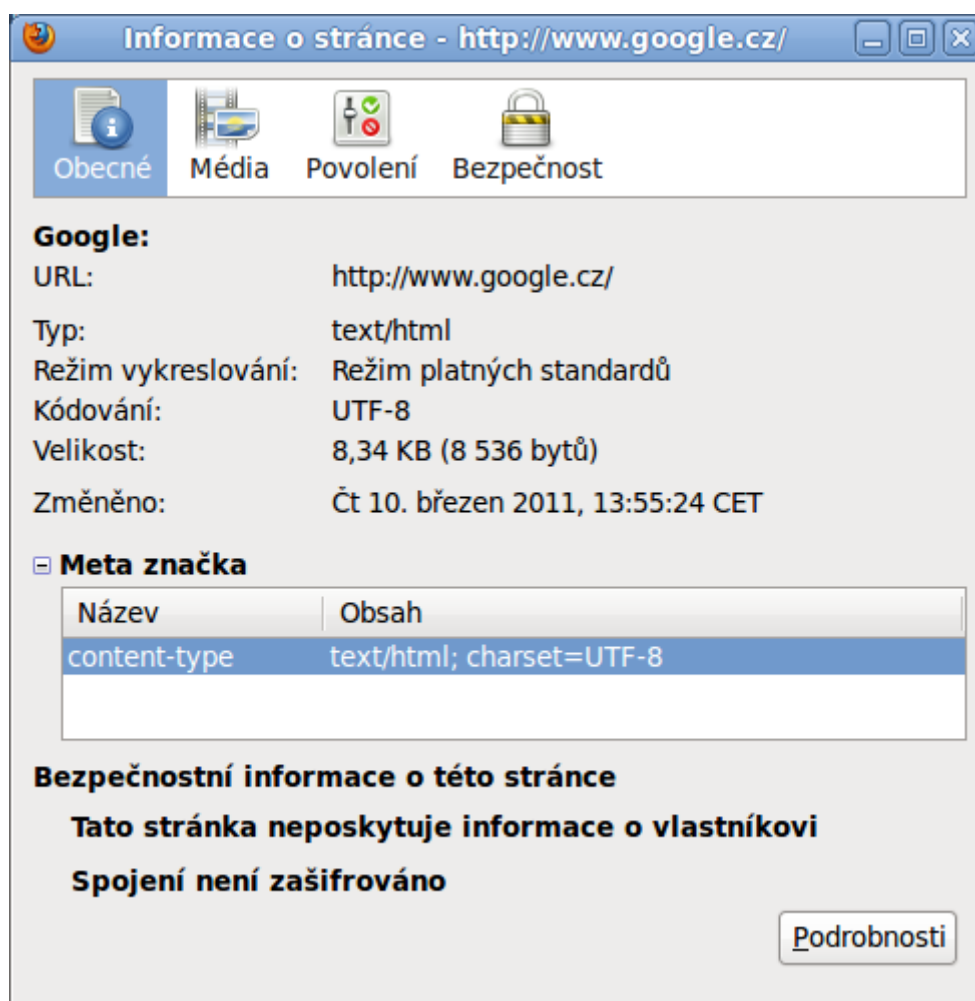 Informace o stránce - http://www.google.cz/
Obecné Média Povolení Bezpečnost
Google:
URL: http://www.google.cz/
Typ: text/html
Režim vykreslování: Režim platných standardů
Kódování: UTF-8
Velikost: 8,34 KB (8 536 bytů)
Změněno: Čt 10. březen 2011, 13:55:24 CET
Meta značka
Název Obsah
content-type text/html; charset=UTF-8
Bezpečnostní informace o této stránce
Tato stránka neposkytuje informace o vlastníkovi
Spojení není zašifrováno
Podrobnosti